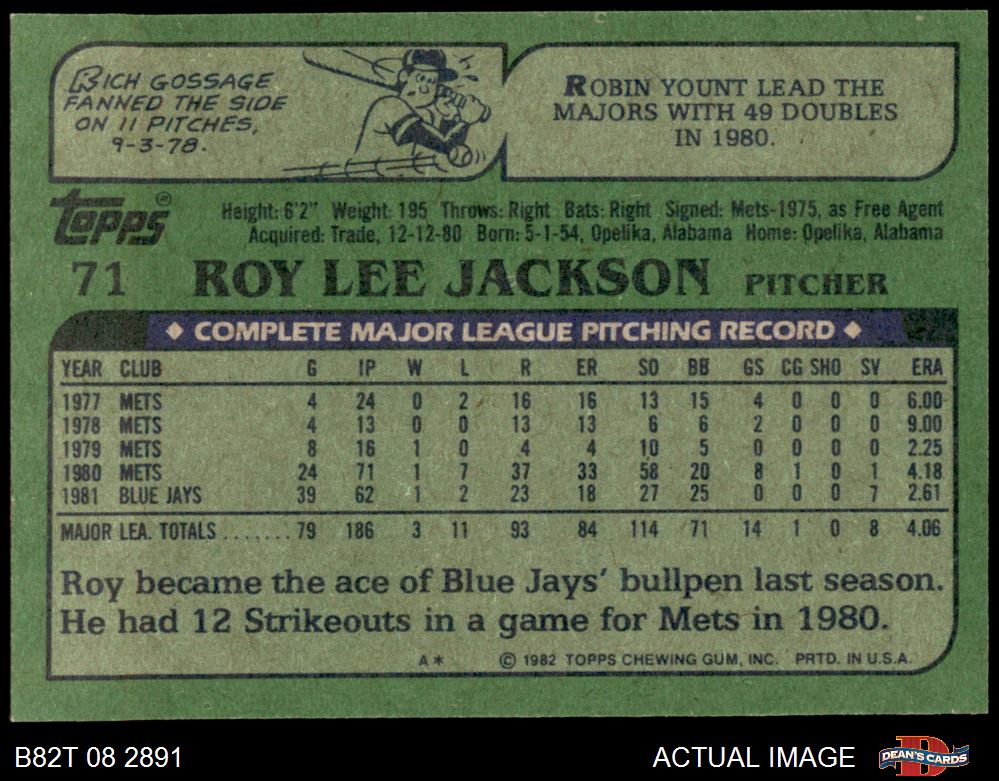 RICH GOSSAGE
FANNED THE SIDE
ON 11 PITCHES,
9-3-78.
ROBIN YOUNT LEAD THE
MAJORS WITH 49 DOUBLES
IN 1980.
topps®
Height: 6'2" Weight: 195 Throws: Right Bats: Right Signed: Mets-1975, as Free Agent
Acquired: Trade, 12-12-80 Born: 5-1-54, Opelika, Alabama Home: Opelika, Alabama
71 ROY LEE JACKSON PITCHER
♦ COMPLETE MAJOR LEAGUE PITCHING RECORD ♦
YEAR CLUB G IP W L R ER SO BB GS CG SHO SV ERA
1977 METS 4 24 0 2 16 16 13 15 4 0 0 0 6.00
1978 METS 4 13 0 0 13 13 6 6 2 0 0 0 9.00
1979 METS 8 16 1 0 4 4 10 5 0 0 0 0 2.25
1980 METS 24 71 1 7 37 33 58 20 8 1 0 1 4.18
1981 BLUE JAYS 39 62 1 2 23 18 27 25 0 0 0 7 2.61
MAJOR LEA. TOTALS ....... 79 186 3 11 93 84 114 71 14 1 0 8 4.06
Roy became the ace of Blue Jays' bullpen last season.
He had 12 Strikeouts in a game for Mets in 1980.
A* © 1982 TOPPS CHEWING GUM, INC. PRTD. IN U.S.A.
B82T 08 2891 ACTUAL IMAGE DEAN'S CARDS